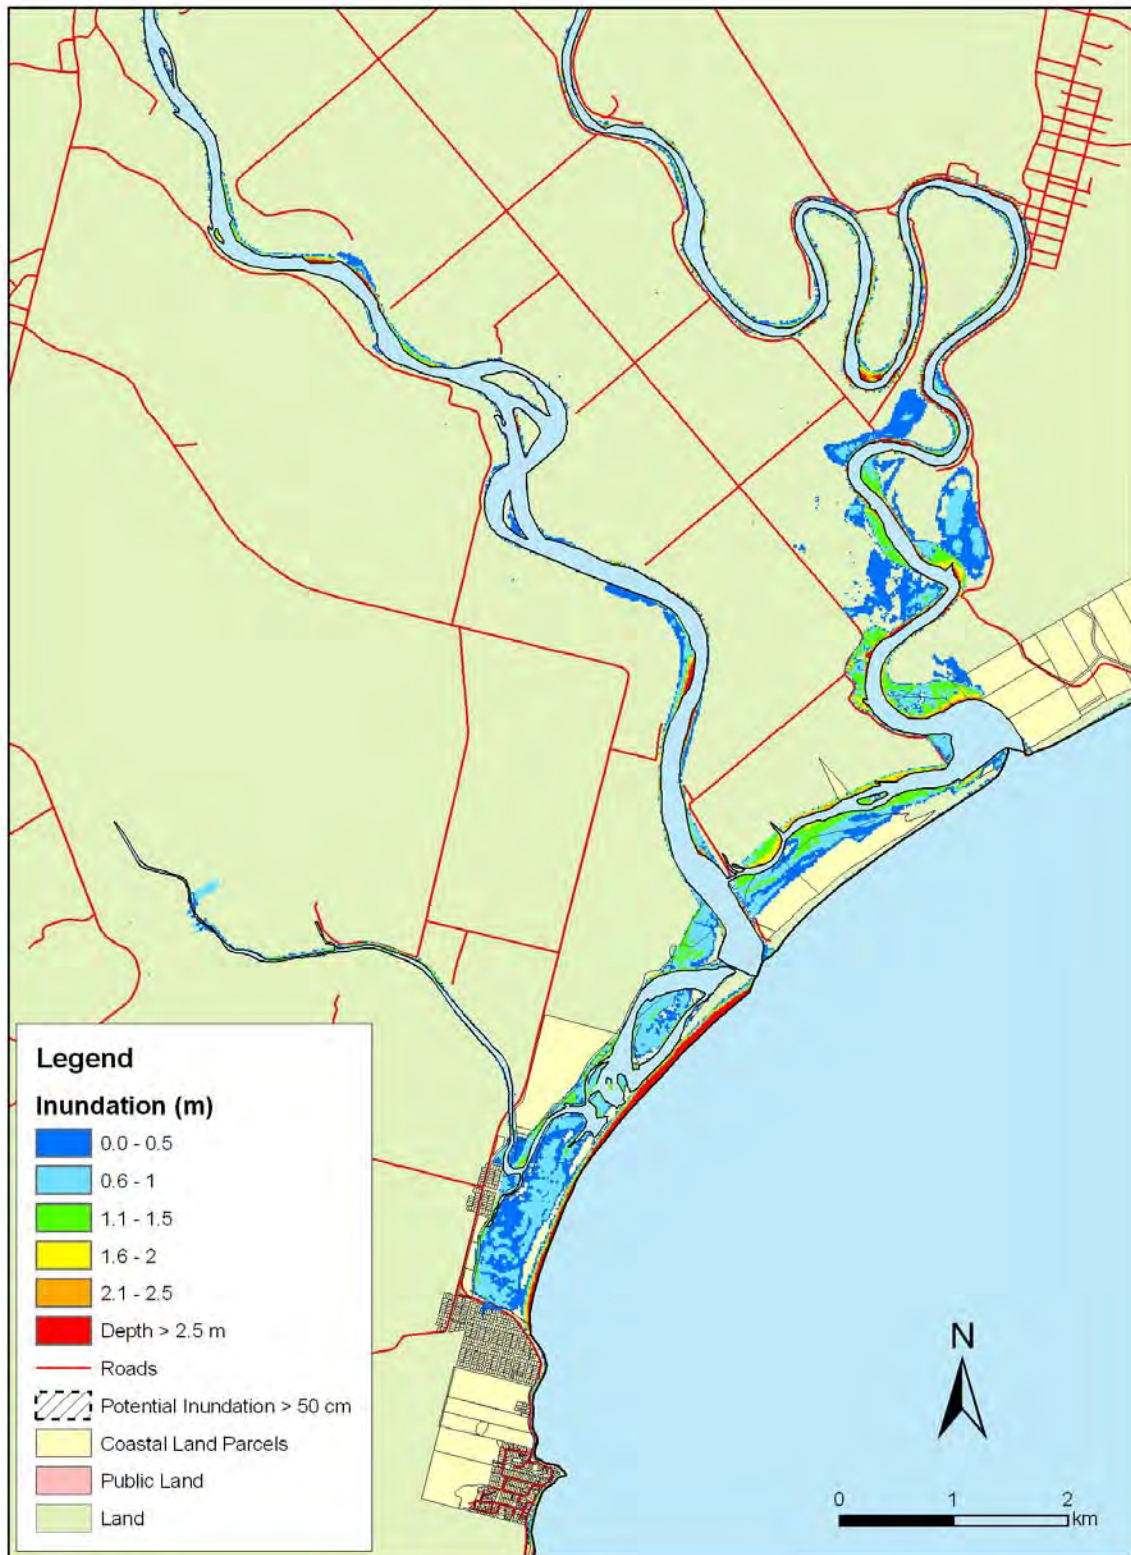 Legend
Inundation (m)
0.0 - 0.5
0.6 - 1
1.1 - 1.5
1.6 - 2
2.1 - 2.5
Depth > 2.5 m
Roads
Potential Inundation > 50 cm
Coastal Land Parcels
Public Land
Land
N
0 1 2
km